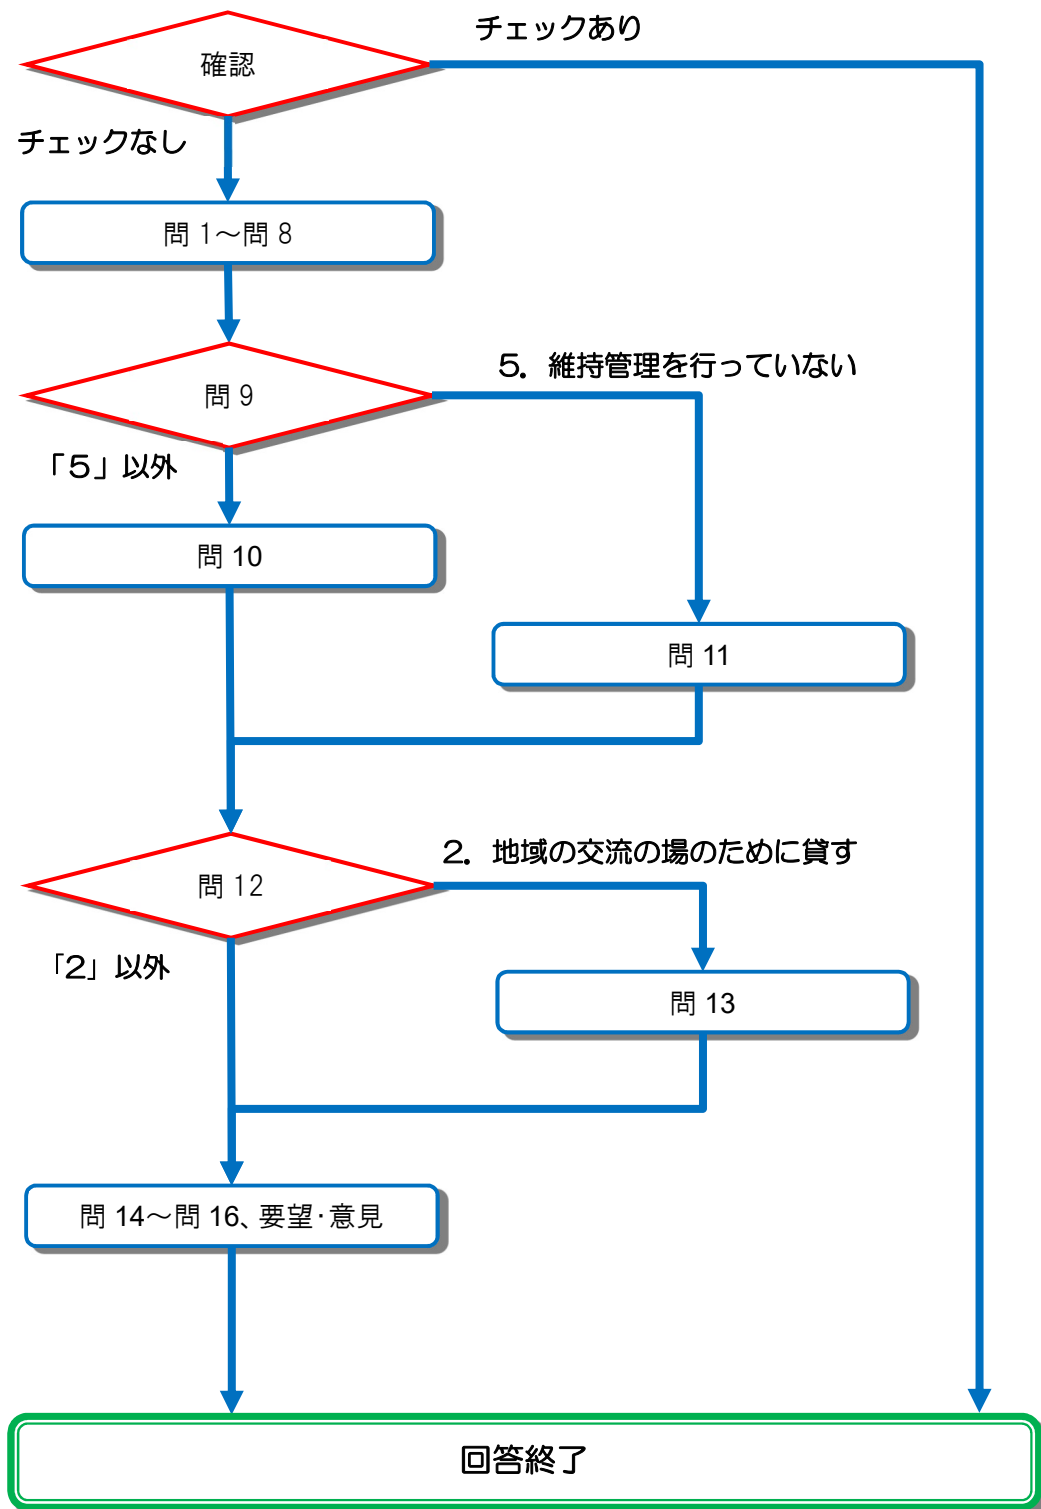 チェックあり
確認
チェックなし
問 1～問 8
5．維持管理を行っていない
問 9
「5」以外
問 10
問 11
2．地域の交流の場のために貸す
問 12
「2」以外
問 13
問 14～問 16、要望・意見
回答終了